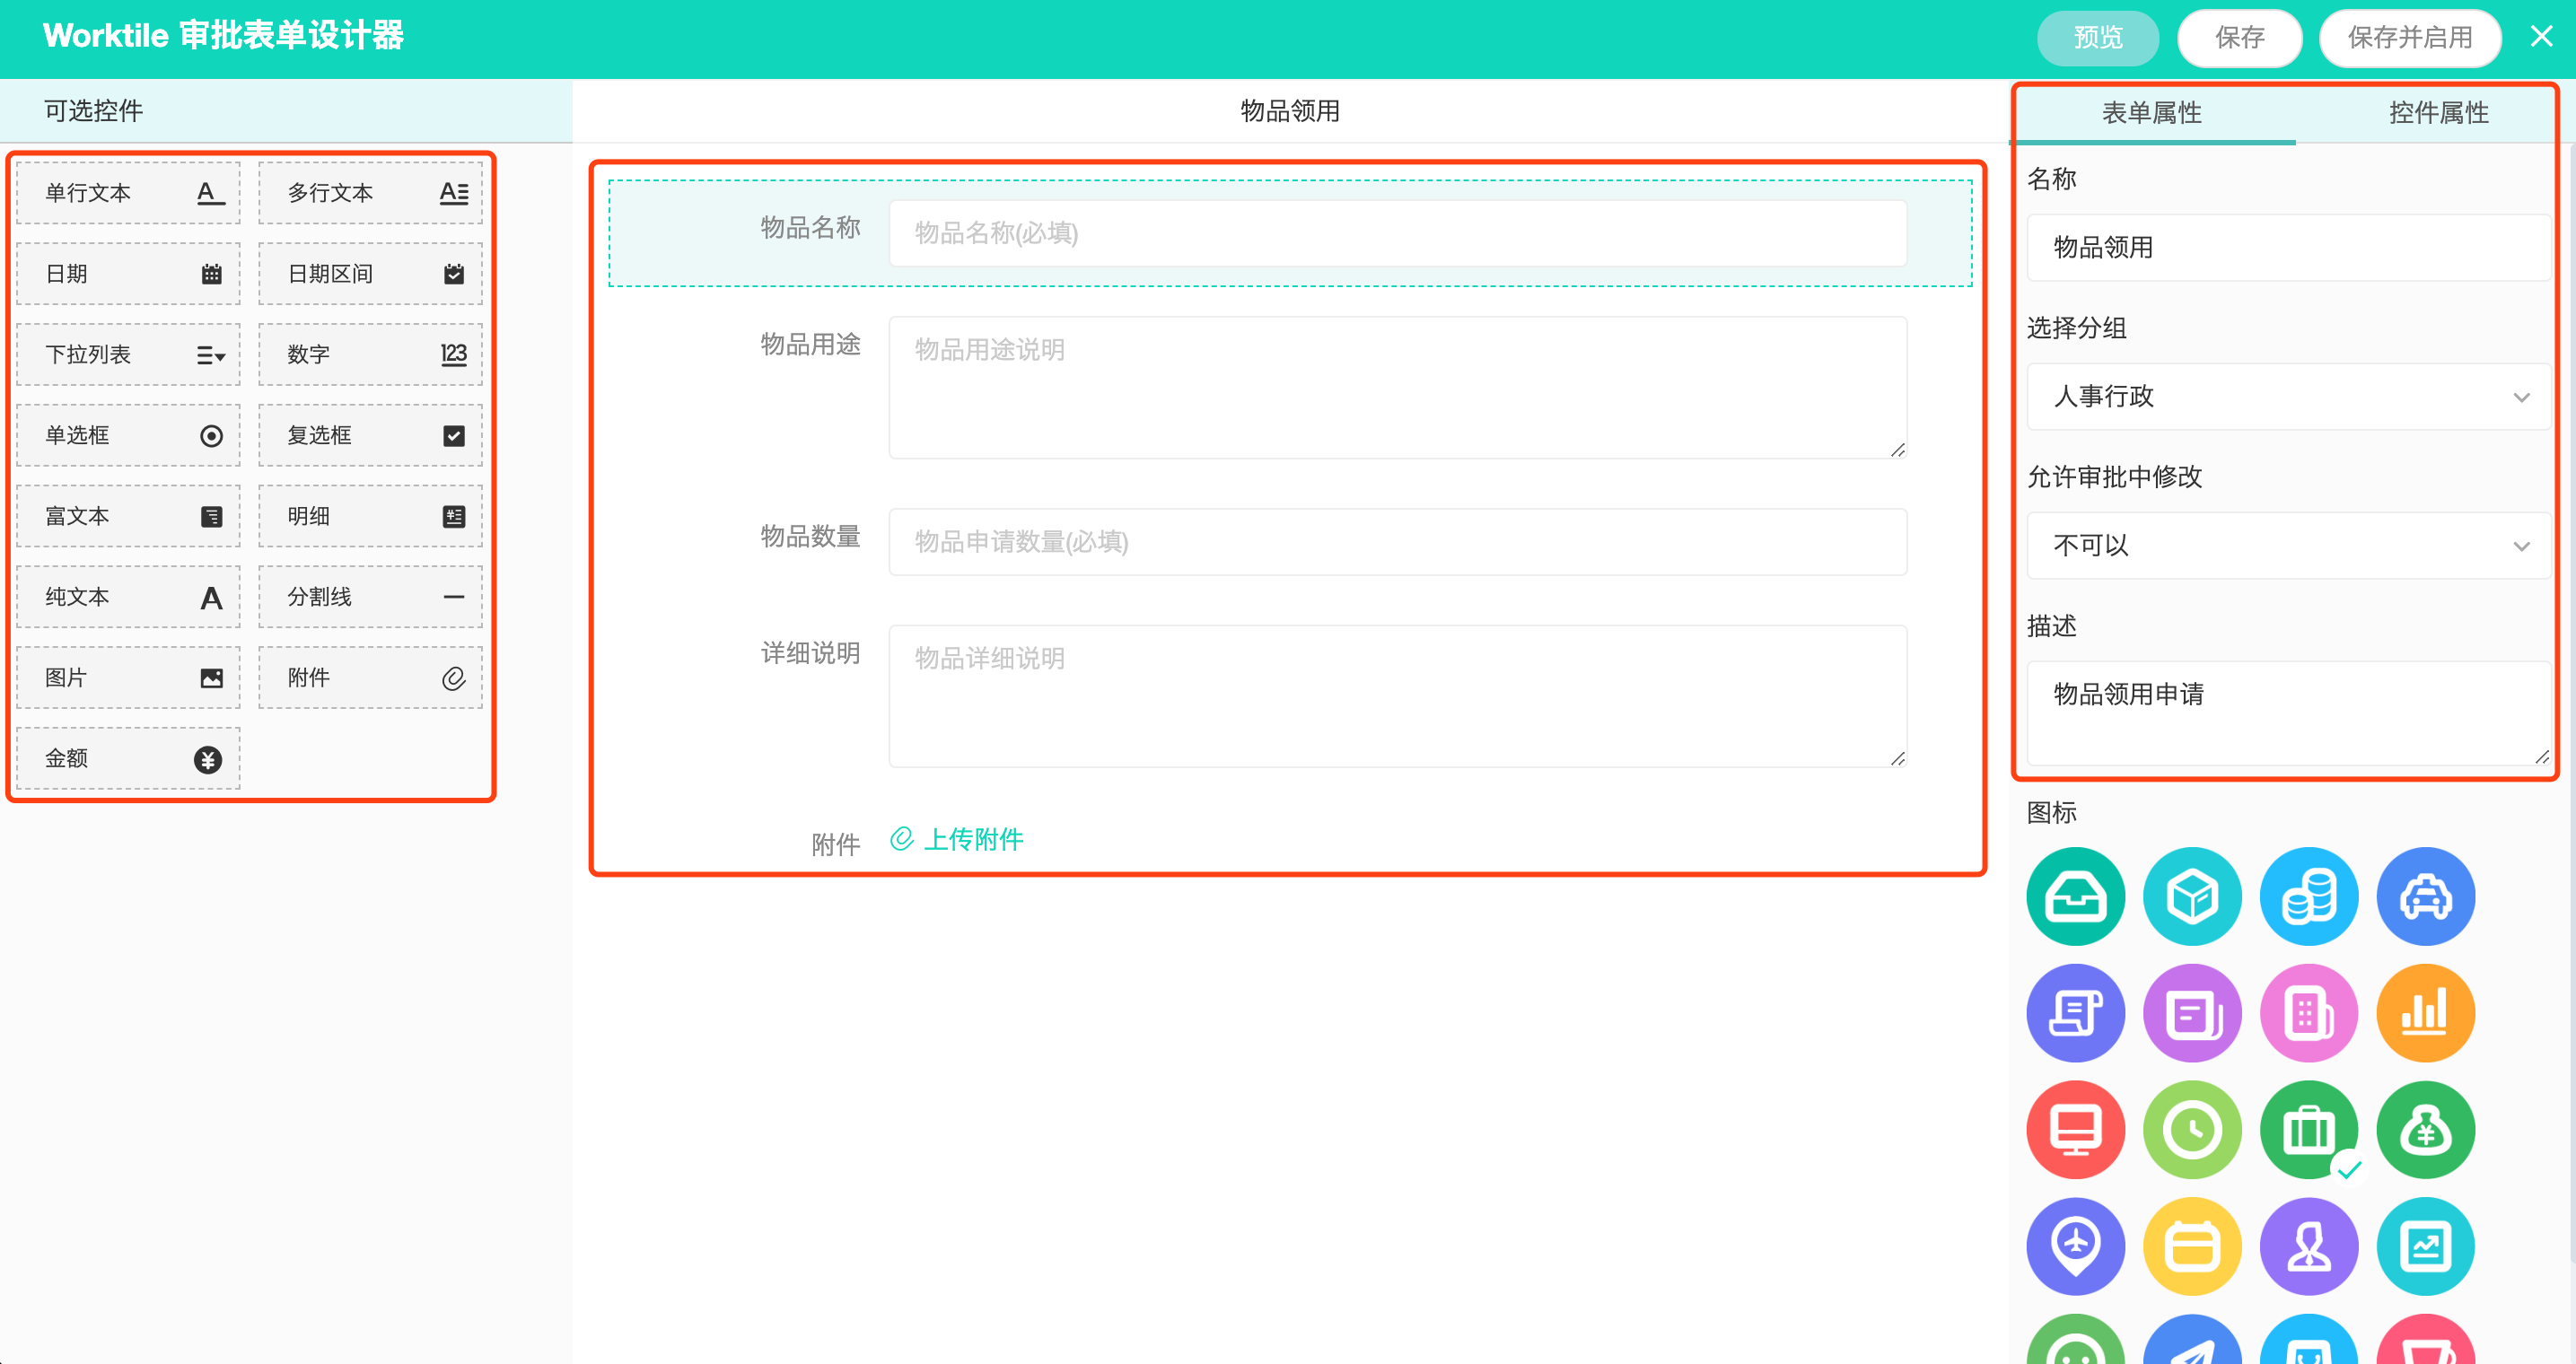 Worktile 审批表单设计器
预览
保存
保存并启用
可选控件
单行文本
多行文本
日期
日期区间
下拉列表
数字
123
单选框
复选框
富文本
明细
纯文本
分割线
图片
附件
金额
物品领用
物品名称
物品名称(必填)
物品用途
物品用途说明
物品数量
物品申请数量(必填)
详细说明
物品详细说明
附件
上传附件
表单属性
控件属性
名称
物品领用
选择分组
人事行政
允许审批中修改
不可以
描述
物品领用申请
图标